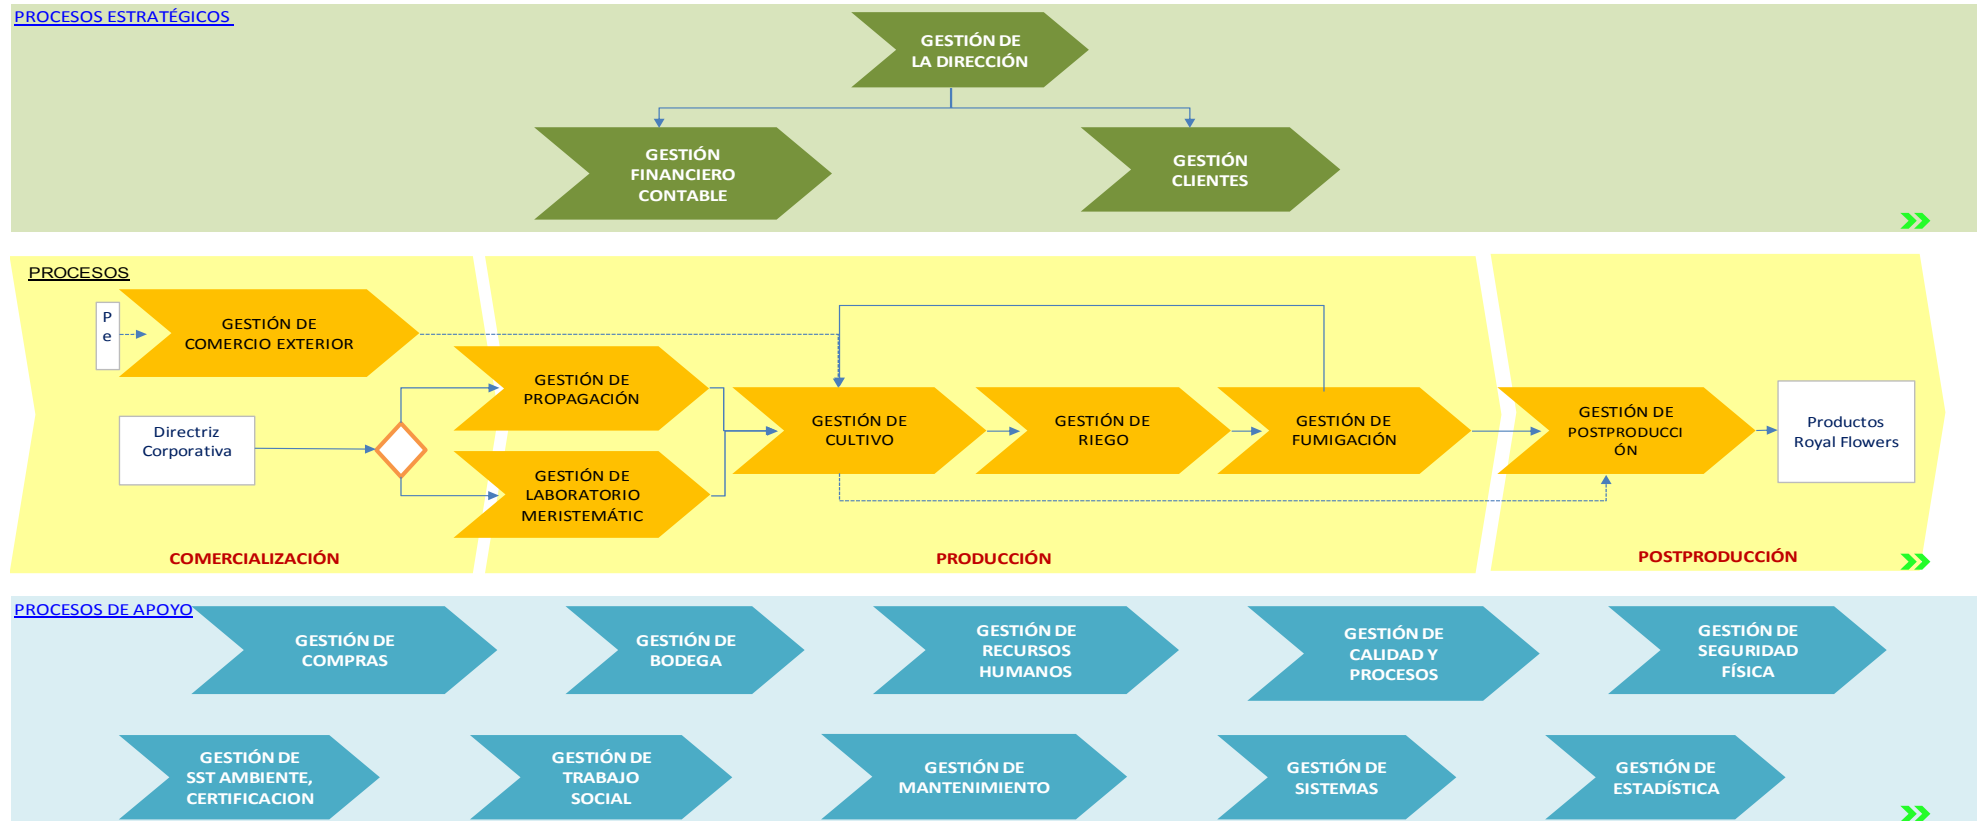 PROCESOS ESTRATÉGICOS
GESTIÓN DE
LA DIRECCIÓN
GESTIÓN
FINANCIERO
CONTABLE
GESTIÓN
CLIENTES
PROCESOS
P
e
GESTIÓN DE
COMERCIO EXTERIOR
Directriz
Corporativa
GESTIÓN DE
PROPAGACIÓN
GESTIÓN DE
LABORATORIO
MERISTEMÁTIC
GESTIÓN DE
CULTIVO
GESTIÓN DE
RIEGO
GESTIÓN DE
FUMIGACIÓN
GESTIÓN DE
POSTPRODUCCI
ÓN
Productos
Royal Flowers
COMERCIALIZACIÓN
PRODUCCIÓN
POSTPRODUCCIÓN
PROCESOS DE APOYO
GESTIÓN DE
COMPRAS
GESTIÓN DE
BODEGA
GESTIÓN DE
RECURSOS
HUMANOS
GESTIÓN DE
CALIDAD Y
PROCESOS
GESTIÓN DE
SEGURIDAD
FÍSICA
GESTIÓN DE
SST AMBIENTE,
CERTIFICACION
GESTIÓN DE
TRABAJO
SOCIAL
GESTIÓN DE
MANTENIMIENTO
GESTIÓN DE
SISTEMAS
GESTIÓN DE
ESTADÍSTICA